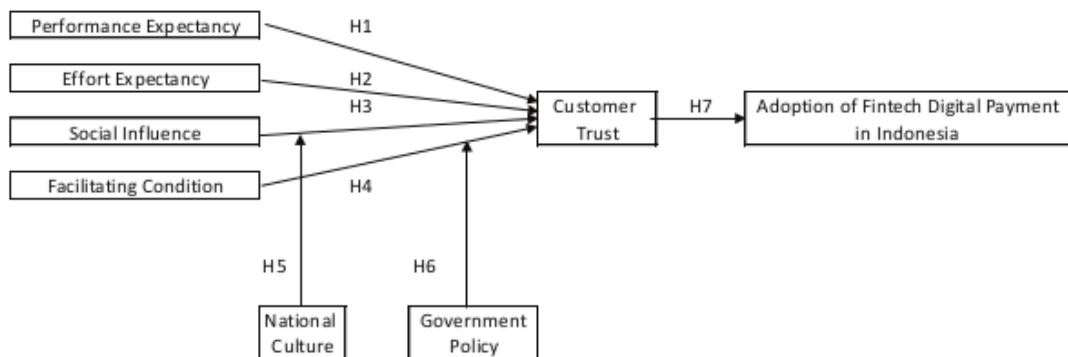 Performance Expectancy
H1
Effort Expectancy
H2
H3
Social Influence
Facilitating Condition
H4
Customer
Trust
H7
Adoption of Fintech Digital Payment
in Indonesia
H5
H6
National
Culture
Government
Policy